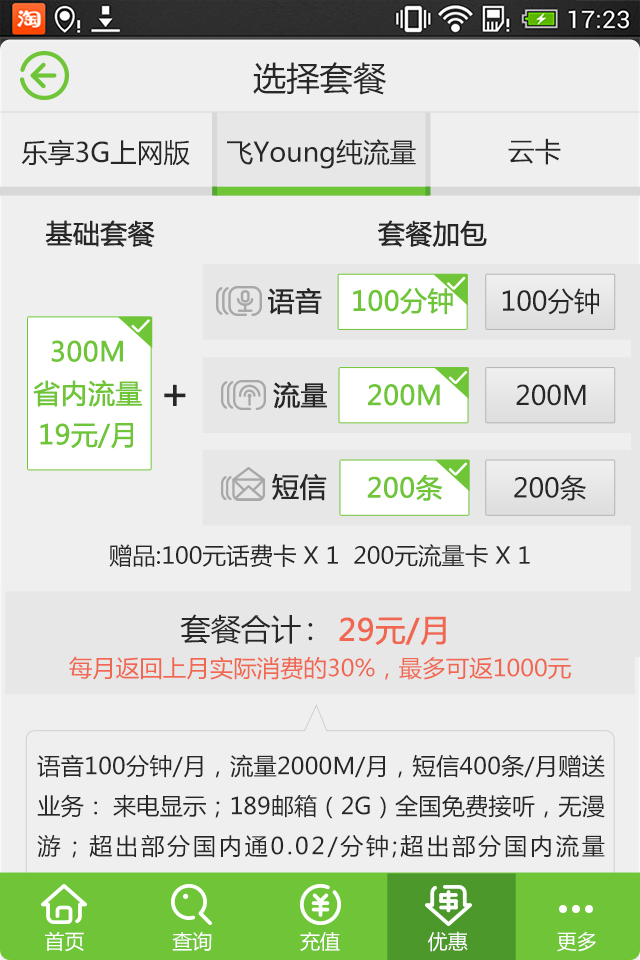 淘 17:23
选择套餐
乐享3G上网版 飞Young纯流量 云卡
基础套餐 套餐加包
语音 100分钟 100分钟
300M
省内流量
19元/月
+
流量 200M 200M
短信 200条 200条
赠品:100元话费卡 X 1 200元流量卡 X 1
套餐合计： 29元/月
每月返回上月实际消费的30%，最多可返1000元
语音100分钟/月，流量2000M/月，短信400条/月赠送
业务： 来电显示；189邮箱（2G）全国免费接听，无漫
游；超出部分国内通0.02/分钟;超出部分国内流量
首页 查询 充值 优惠 更多